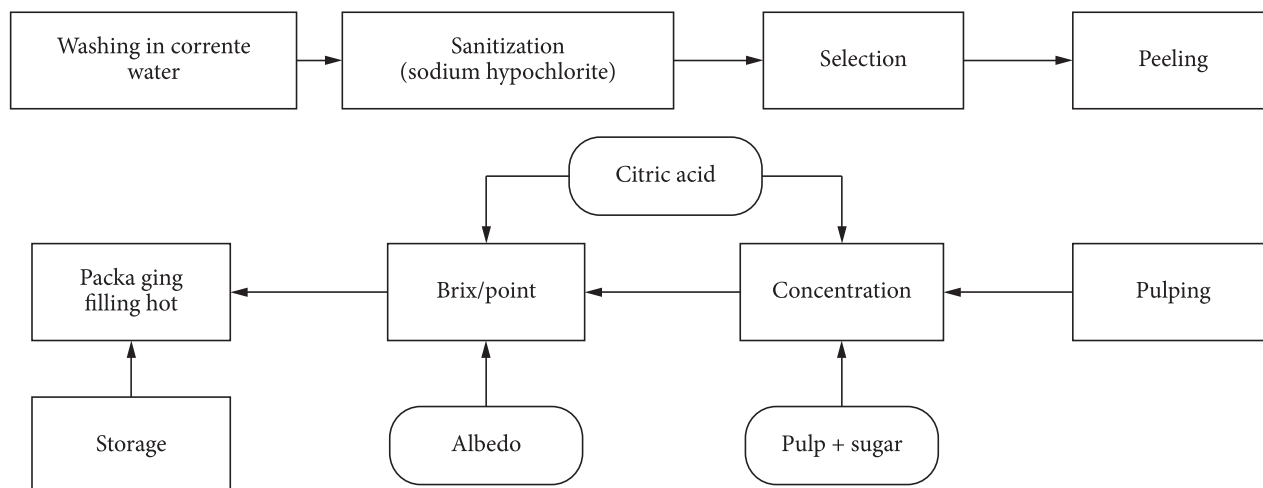 Washing in corrente
water
Sanitization
(sodium hypochlorite)
Selection
Peeling
Citric acid
Packa ging
filling hot
Brix/point
Concentration
Pulping
Storage
Albedo
Pulp + sugar